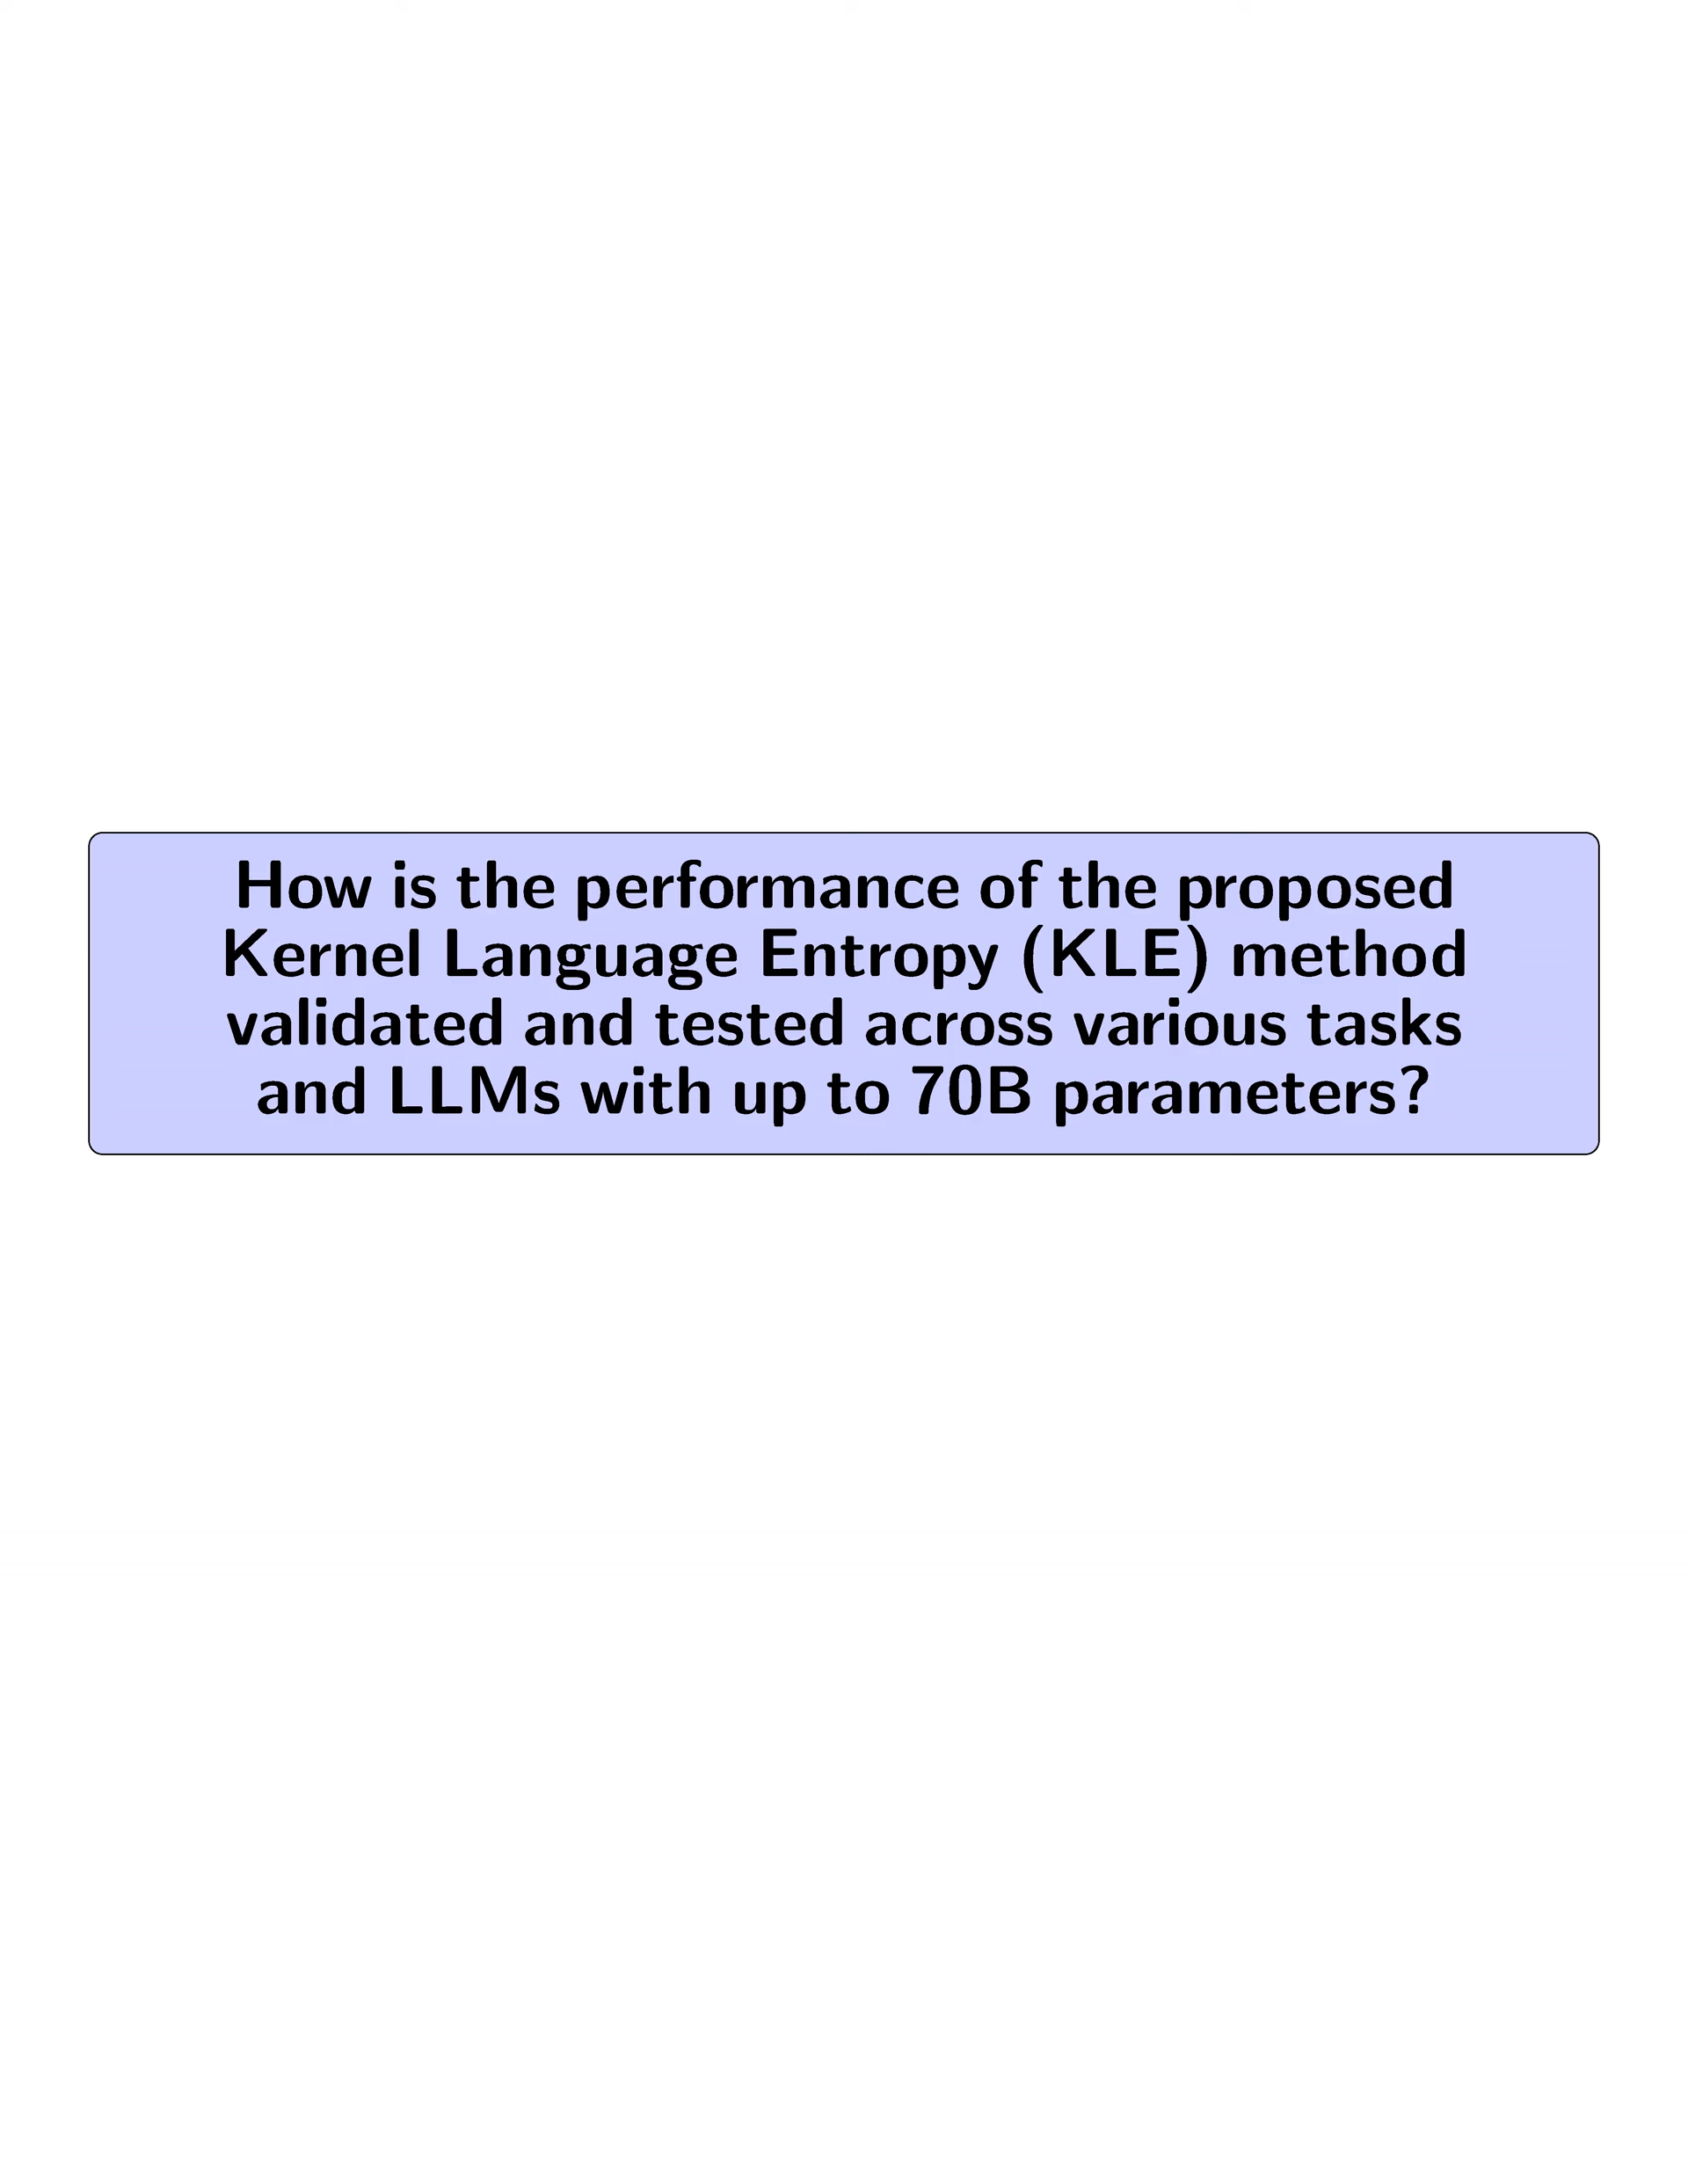 How is the performance of the proposed
Kernel Language Entropy (KLE) method
validated and tested across various tasks
and LLMs with up to 70B parameters?